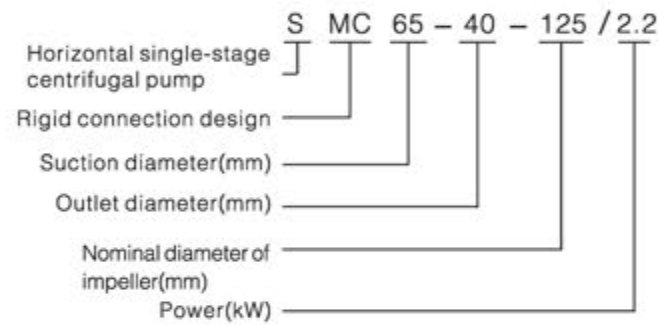 S MC 65 – 40 – 125 / 2.2
Horizontal single-stage
centrifugal pump
Rigid connection design
Suction diameter(mm)
Outlet diameter(mm)
Nominal diameter of
impeller(mm)
Power(kW)